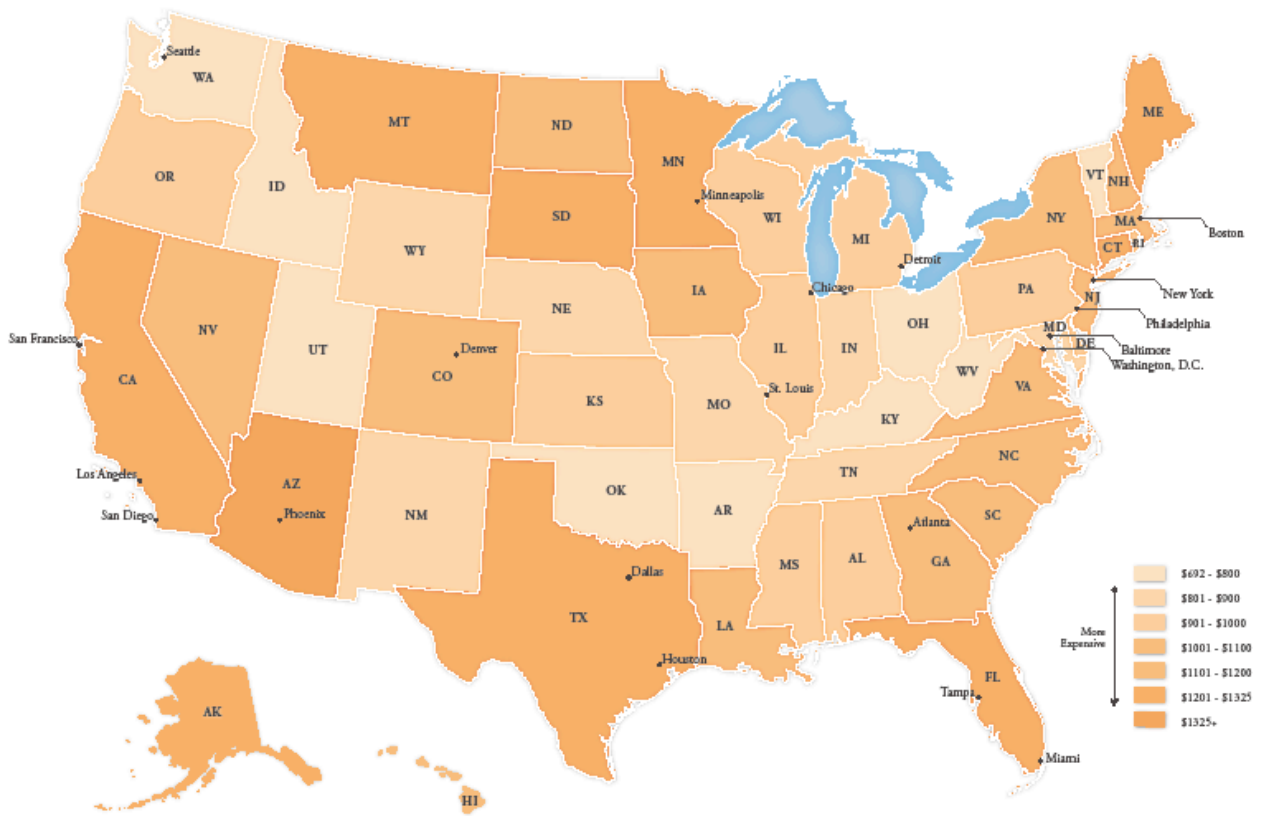 Seattle
WA
MT
ND
MN
ME
OR
ID
SD
Minneapolis
WI
MI
VT
NH
NY
MA
Boston
CT
RI
WY
Detroit
IA
Chicago
PA
NJ
New York
NE
OH
MD
Philadelphia
San Francisco
NV
UT
Denver
CO
IL
IN
DE
Baltimore
Washington, D.C.
CA
KS
MO
St. Louis
WV
VA
KY
NC
Los Angeles
AZ
TN
San Diego
Phoenix
NM
OK
AR
Atlanta
SC
MS
AL
GA
Dallas
TX
LA
Houston
FL
Tampa
Miami
AK
HI
$692 - $800
$801 - $900
$901 - $1000
More
Expensive
$1001 - $1100
$1101 - $1200
$1201 - $1325
$1325+